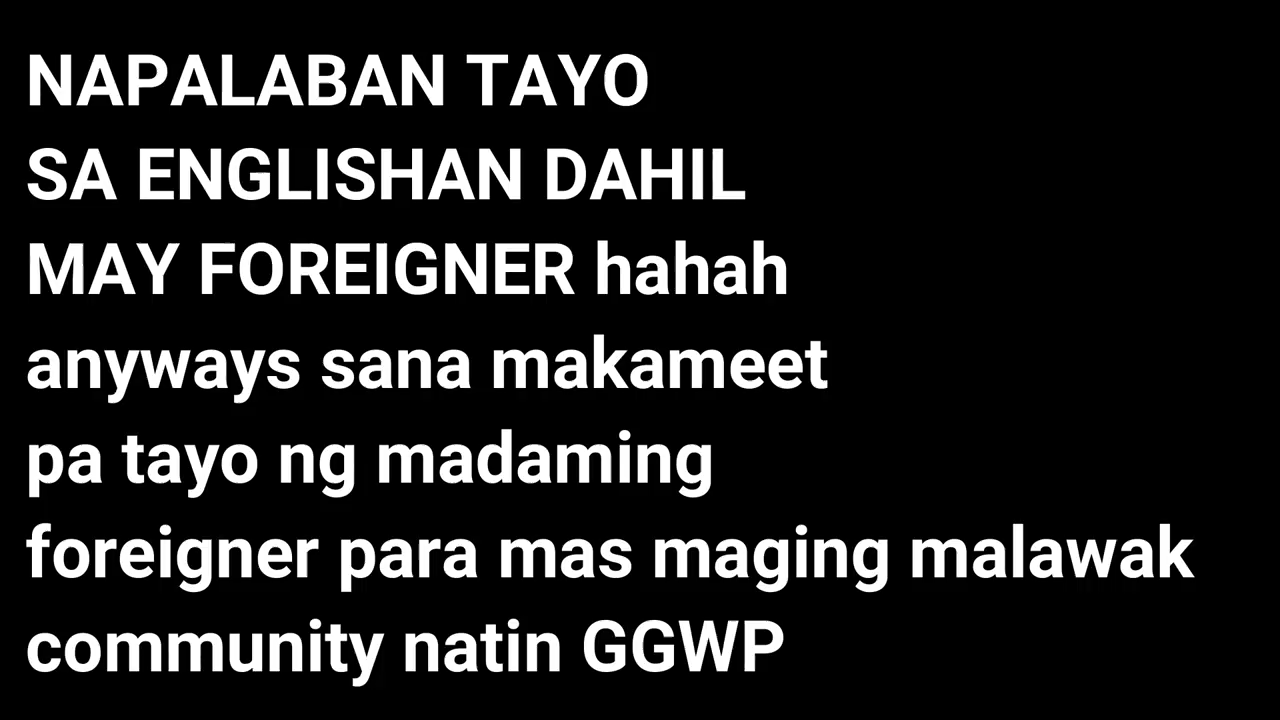 NAPALABAN TAYO
SA ENGLISHAN DAHIL
MAY FOREIGNER hahah
anyways sana makameet
pa tayo ng madaming
foreigner para mas maging malawak
community natin GGWP